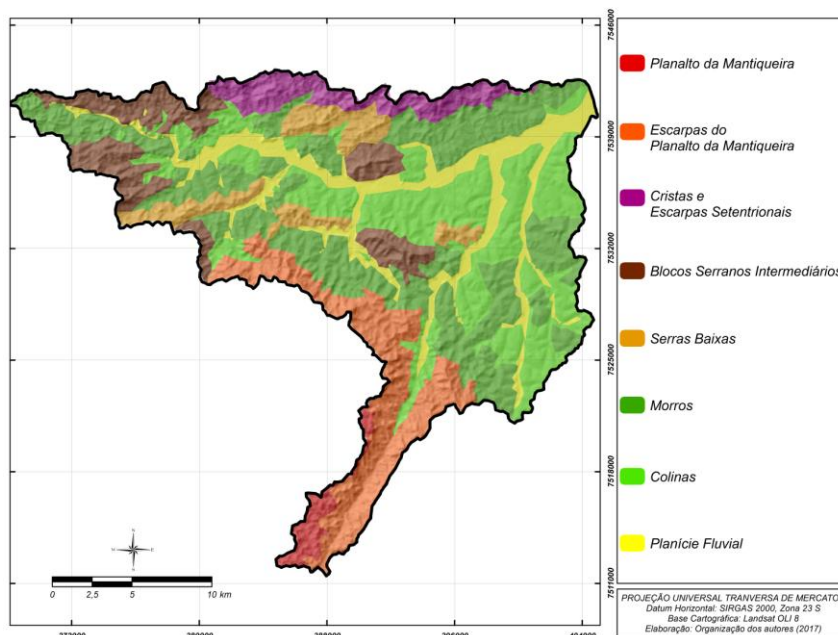 7546000
7539000
7532000
7525000
7518000
7511000
N
0 2,5 5 10 km
Planalto da Mantiqueira
Escarpas do
Planalto da Mantiqueira
Cristas e
Escarpas Setentrionais
Blocos Serranos Intermediários
Serras Baixas
Morros
Colinas
Planície Fluvial
PROJEÇÃO UNIVERSAL TRANVERSA DE MERCATO
Datum Horizontal: SIRGAS 2000, Zona 23 S
Base Cartográfica: Landsat OLI 8
Elaboração: Organização dos autores (2017)